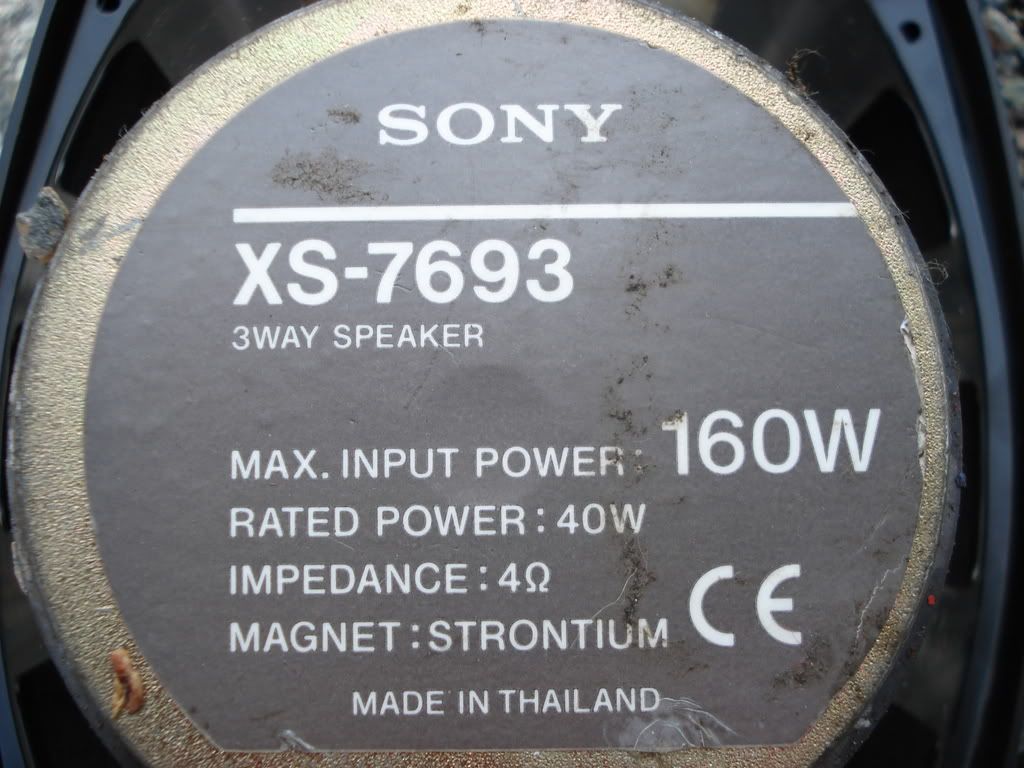 SONY
XS-7693
3WAY SPEAKER
MAX. INPUT POWER: 160W
RATED POWER: 40W
IMPEDANCE: 4Ω
MAGNET: STRONTIUM
CE
MADE IN THAILAND